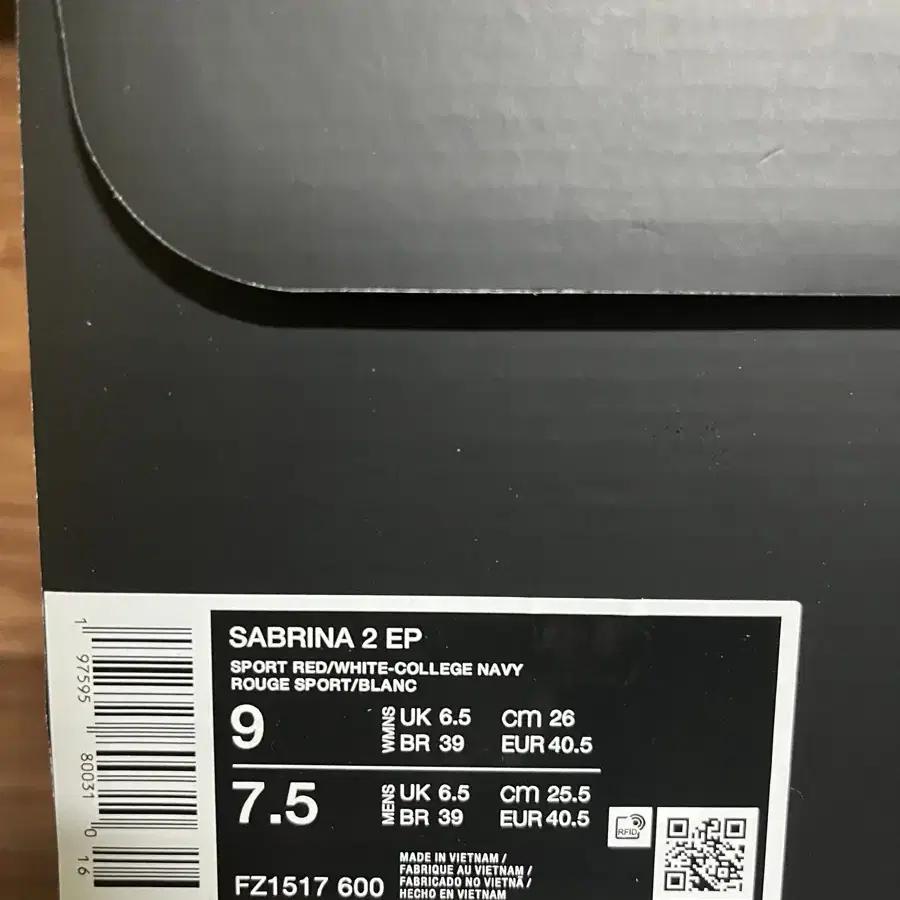 SABRINA 2 EP
SPORT RED/WHITE-COLLEGE NAVY
ROUGE SPORT/BLANC
9
WMNS
UK 6.5 cm 26
BR 39 EUR 40.5
7.5
MENS
UK 6.5 cm 25.5
BR 39 EUR 40.5
RFID
FZ1517 600
MADE IN VIETNAM /
FABRIQUE AU VIETNAM /
FABRICADO NO VIETNÃ /
HECHO EN VIETNAM
1 97595 80031 0 16